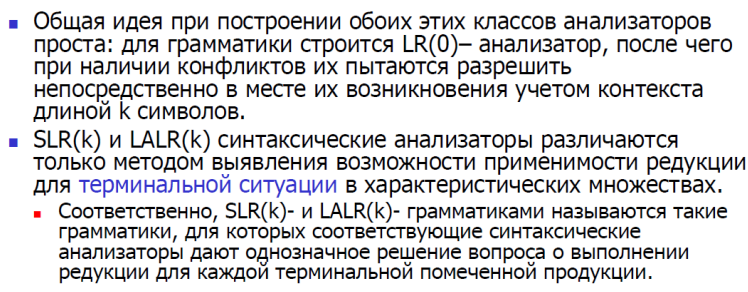 Общая идея при построении обоих этих классов анализаторов
проста: для грамматики строится LR(0)– анализатор, после чего
при наличии конфликтов их пытаются разрешить
непосредственно в месте их возникновения учетом контекста
длиной k символов.
SLR(k) и LALR(k) синтаксические анализаторы различаются
только методом выявления возможности применимости редукции
для терминальной ситуации в характеристических множествах.
Соответственно, SLR(k)- и LALR(k)- грамматиками называются такие
грамматики, для которых соответствующие синтаксические
анализаторы дают однозначное решение вопроса о выполнении
редукции для каждой терминальной помеченной продукции.